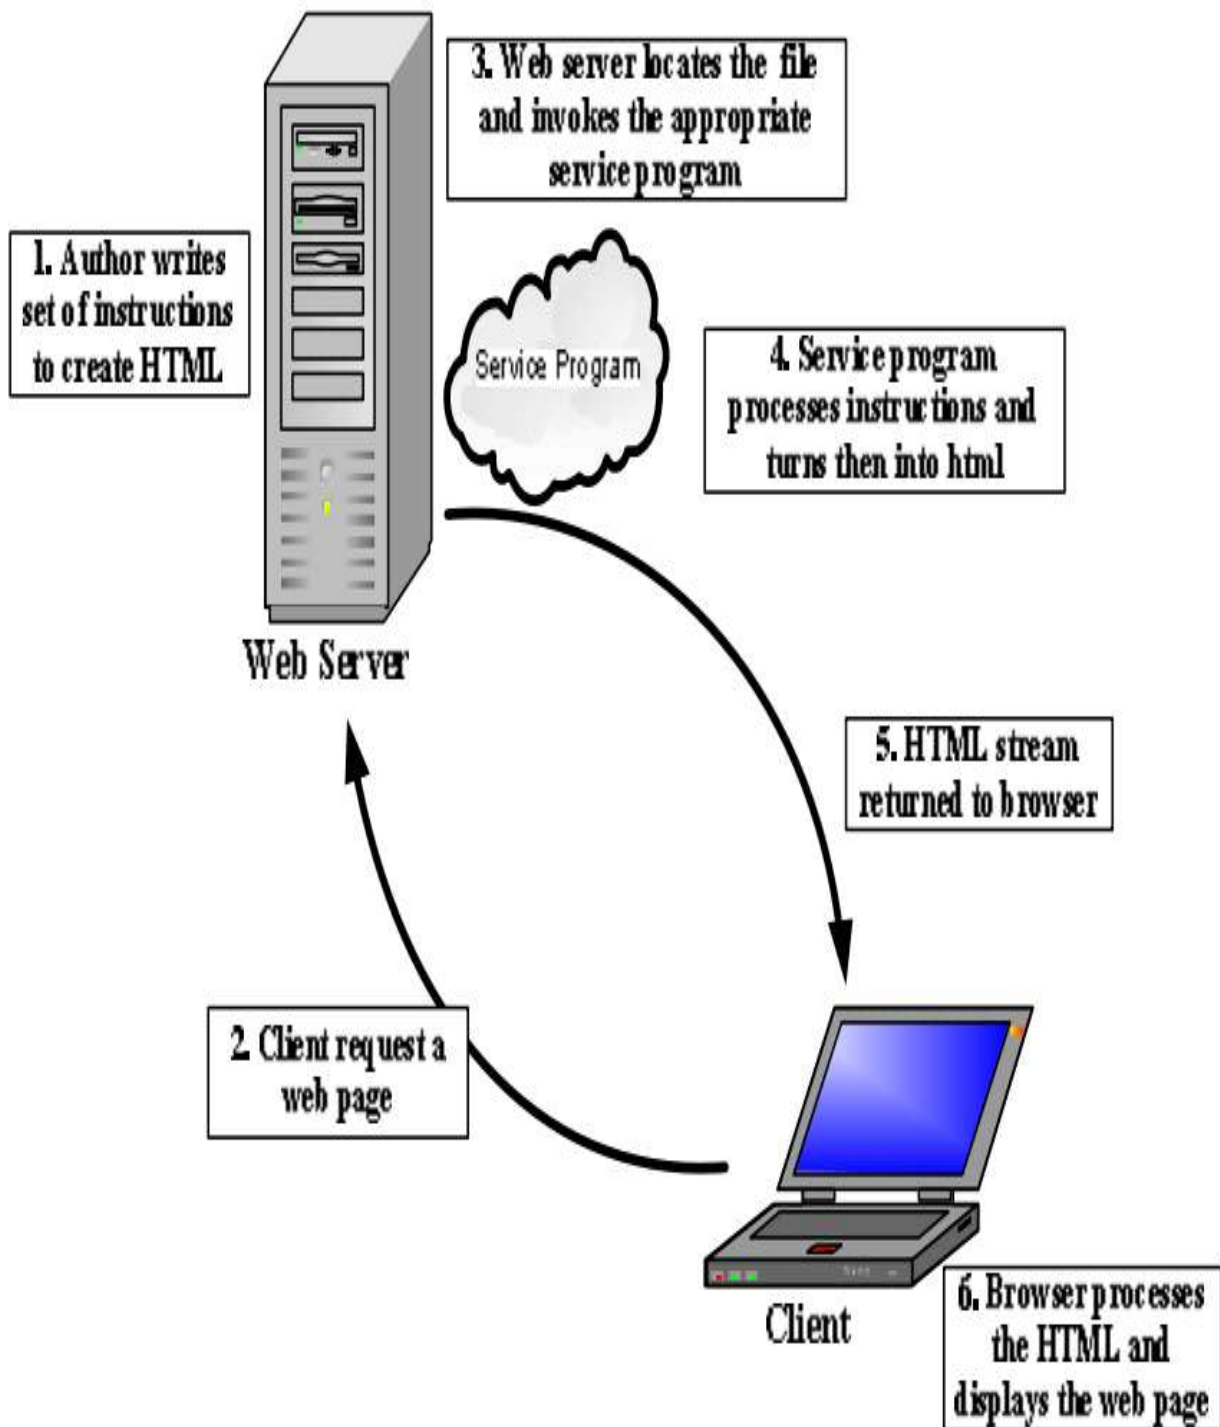 3. Web server locates the file
and invokes the appropriate
service program
1. Author writes
set of instructions
to create HTML
Service Program
4. Service program
processes instructions and
turns then into html
Web Server
5. HTML stream
returned to browser
2. Client request a
web page
Client
6. Browser processes
the HTML and
displays the web page